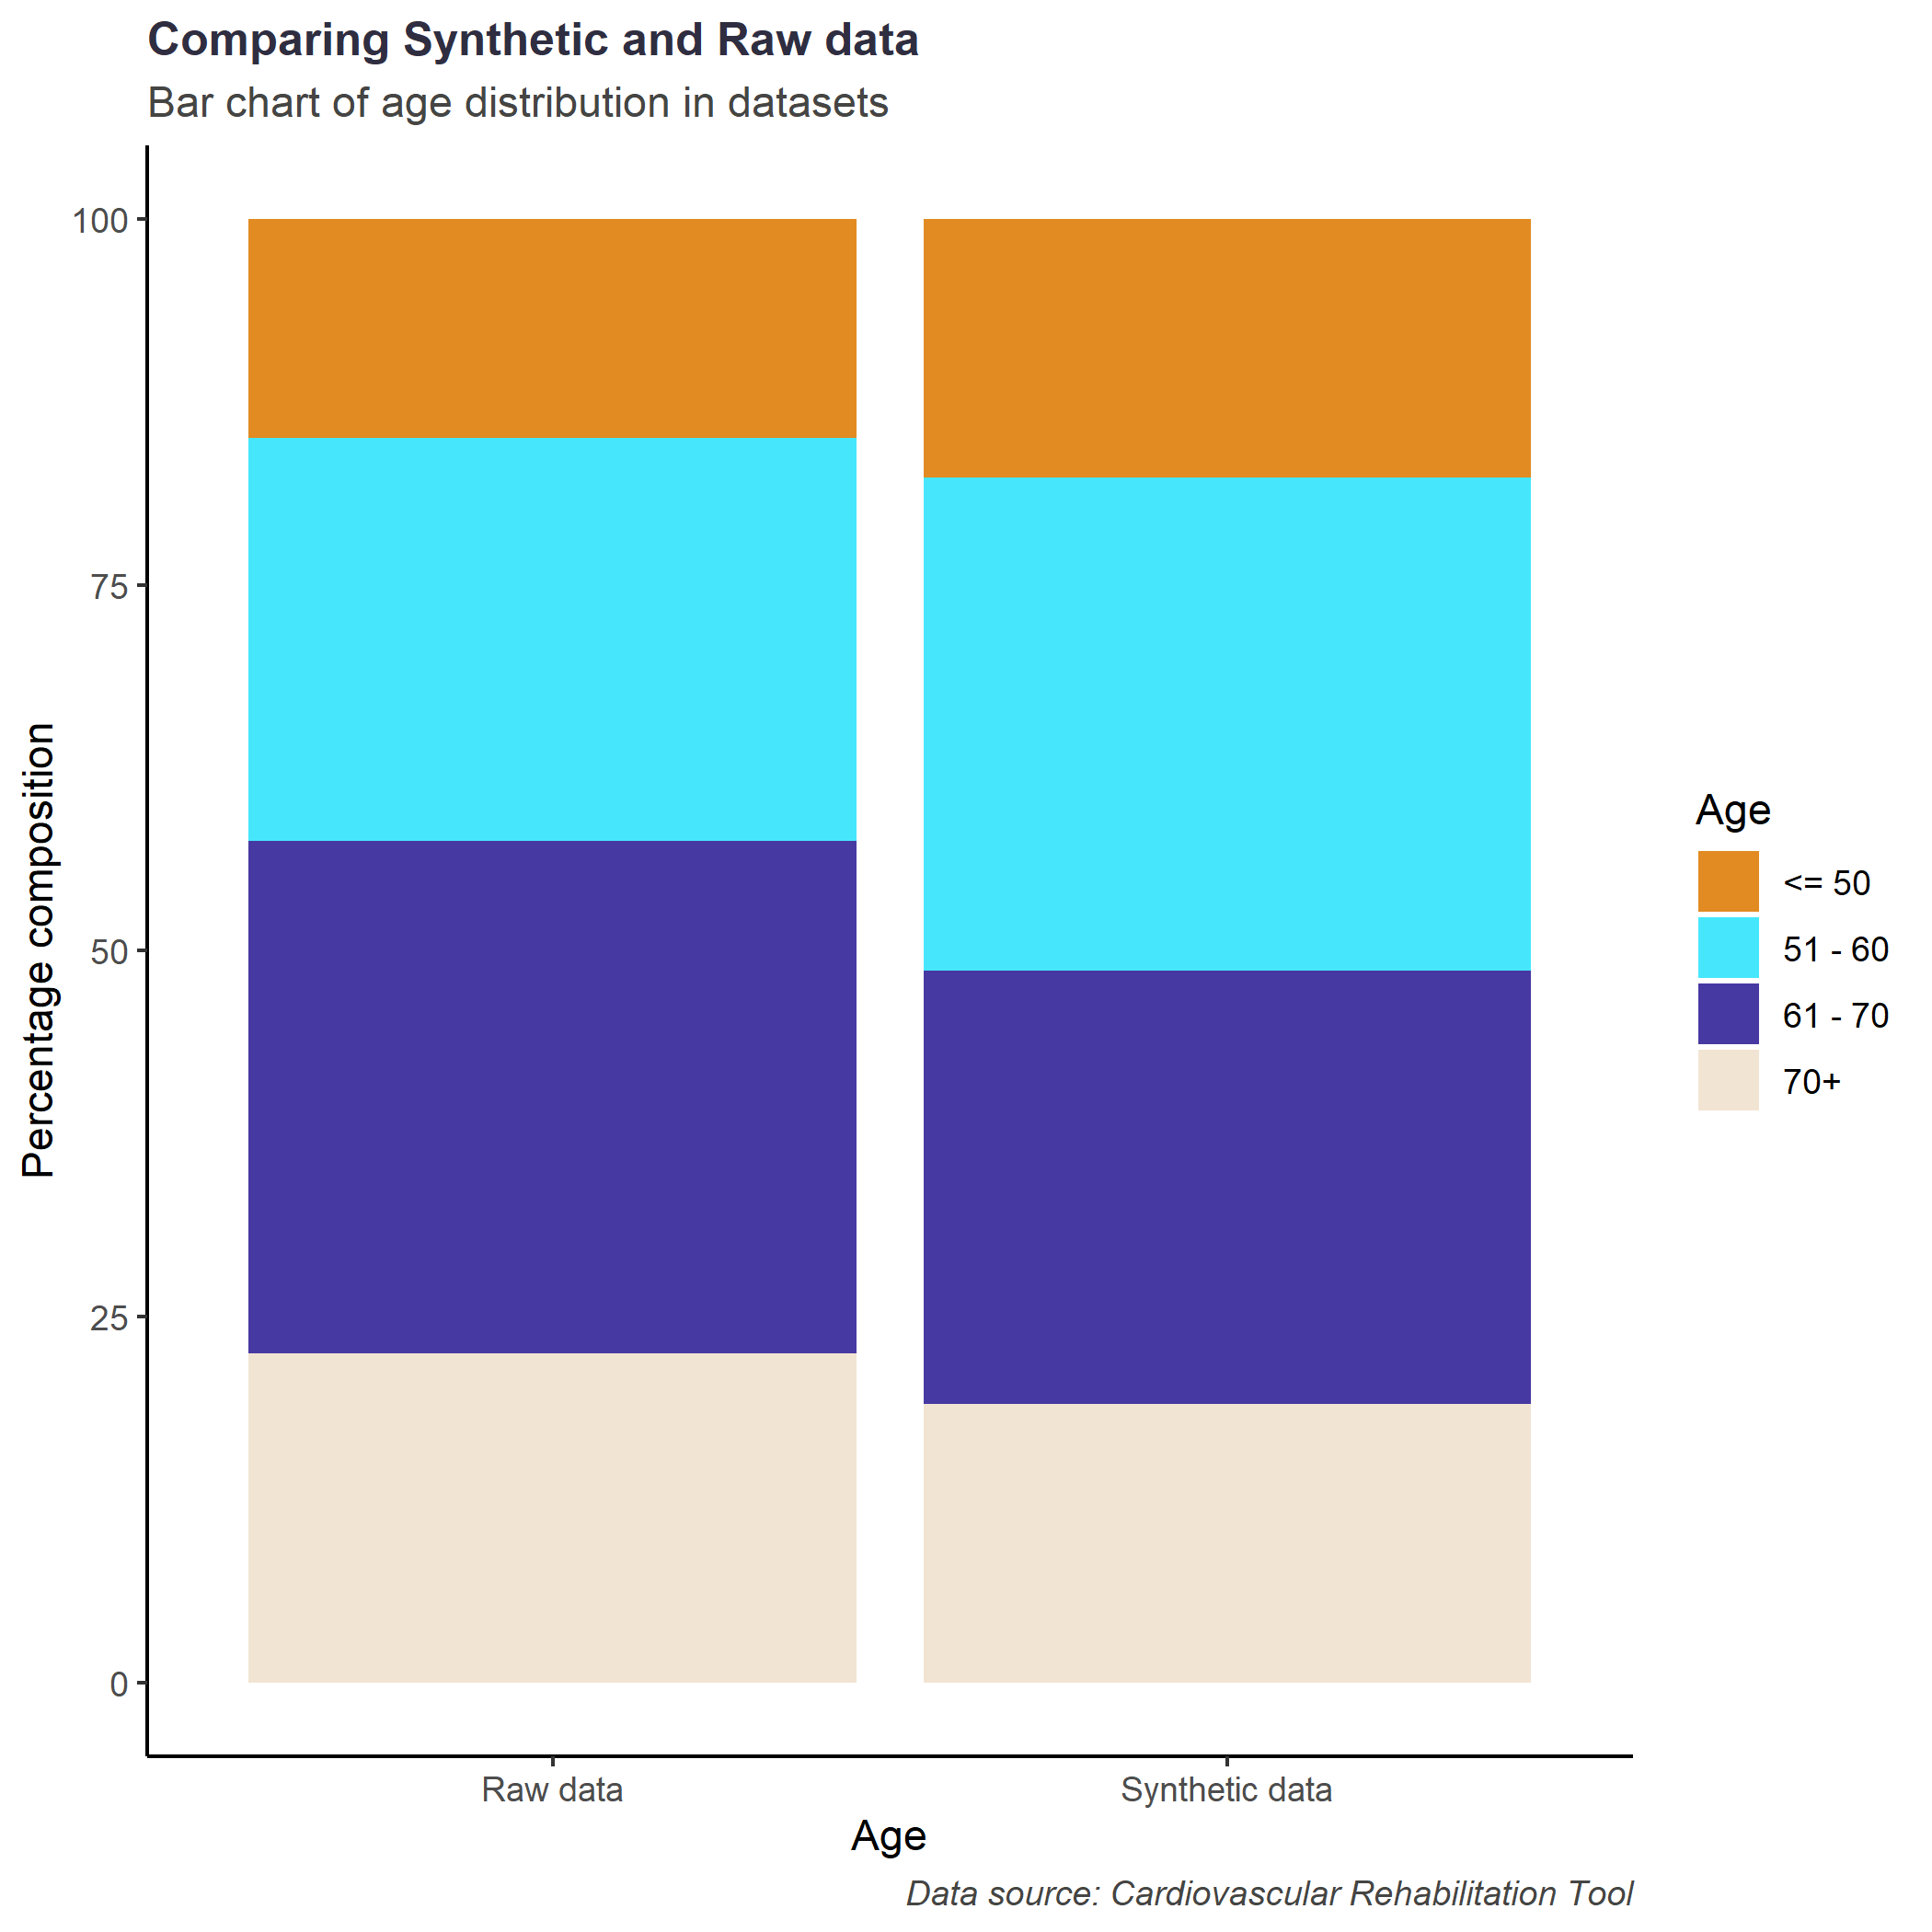 Comparing Synthetic and Raw data
Bar chart of age distribution in datasets
Percentage composition
100
75
50
25
0
Raw data
Synthetic data
Age
Age
<= 50
51 - 60
61 - 70
70+
Data source: Cardiovascular Rehabilitation Tool